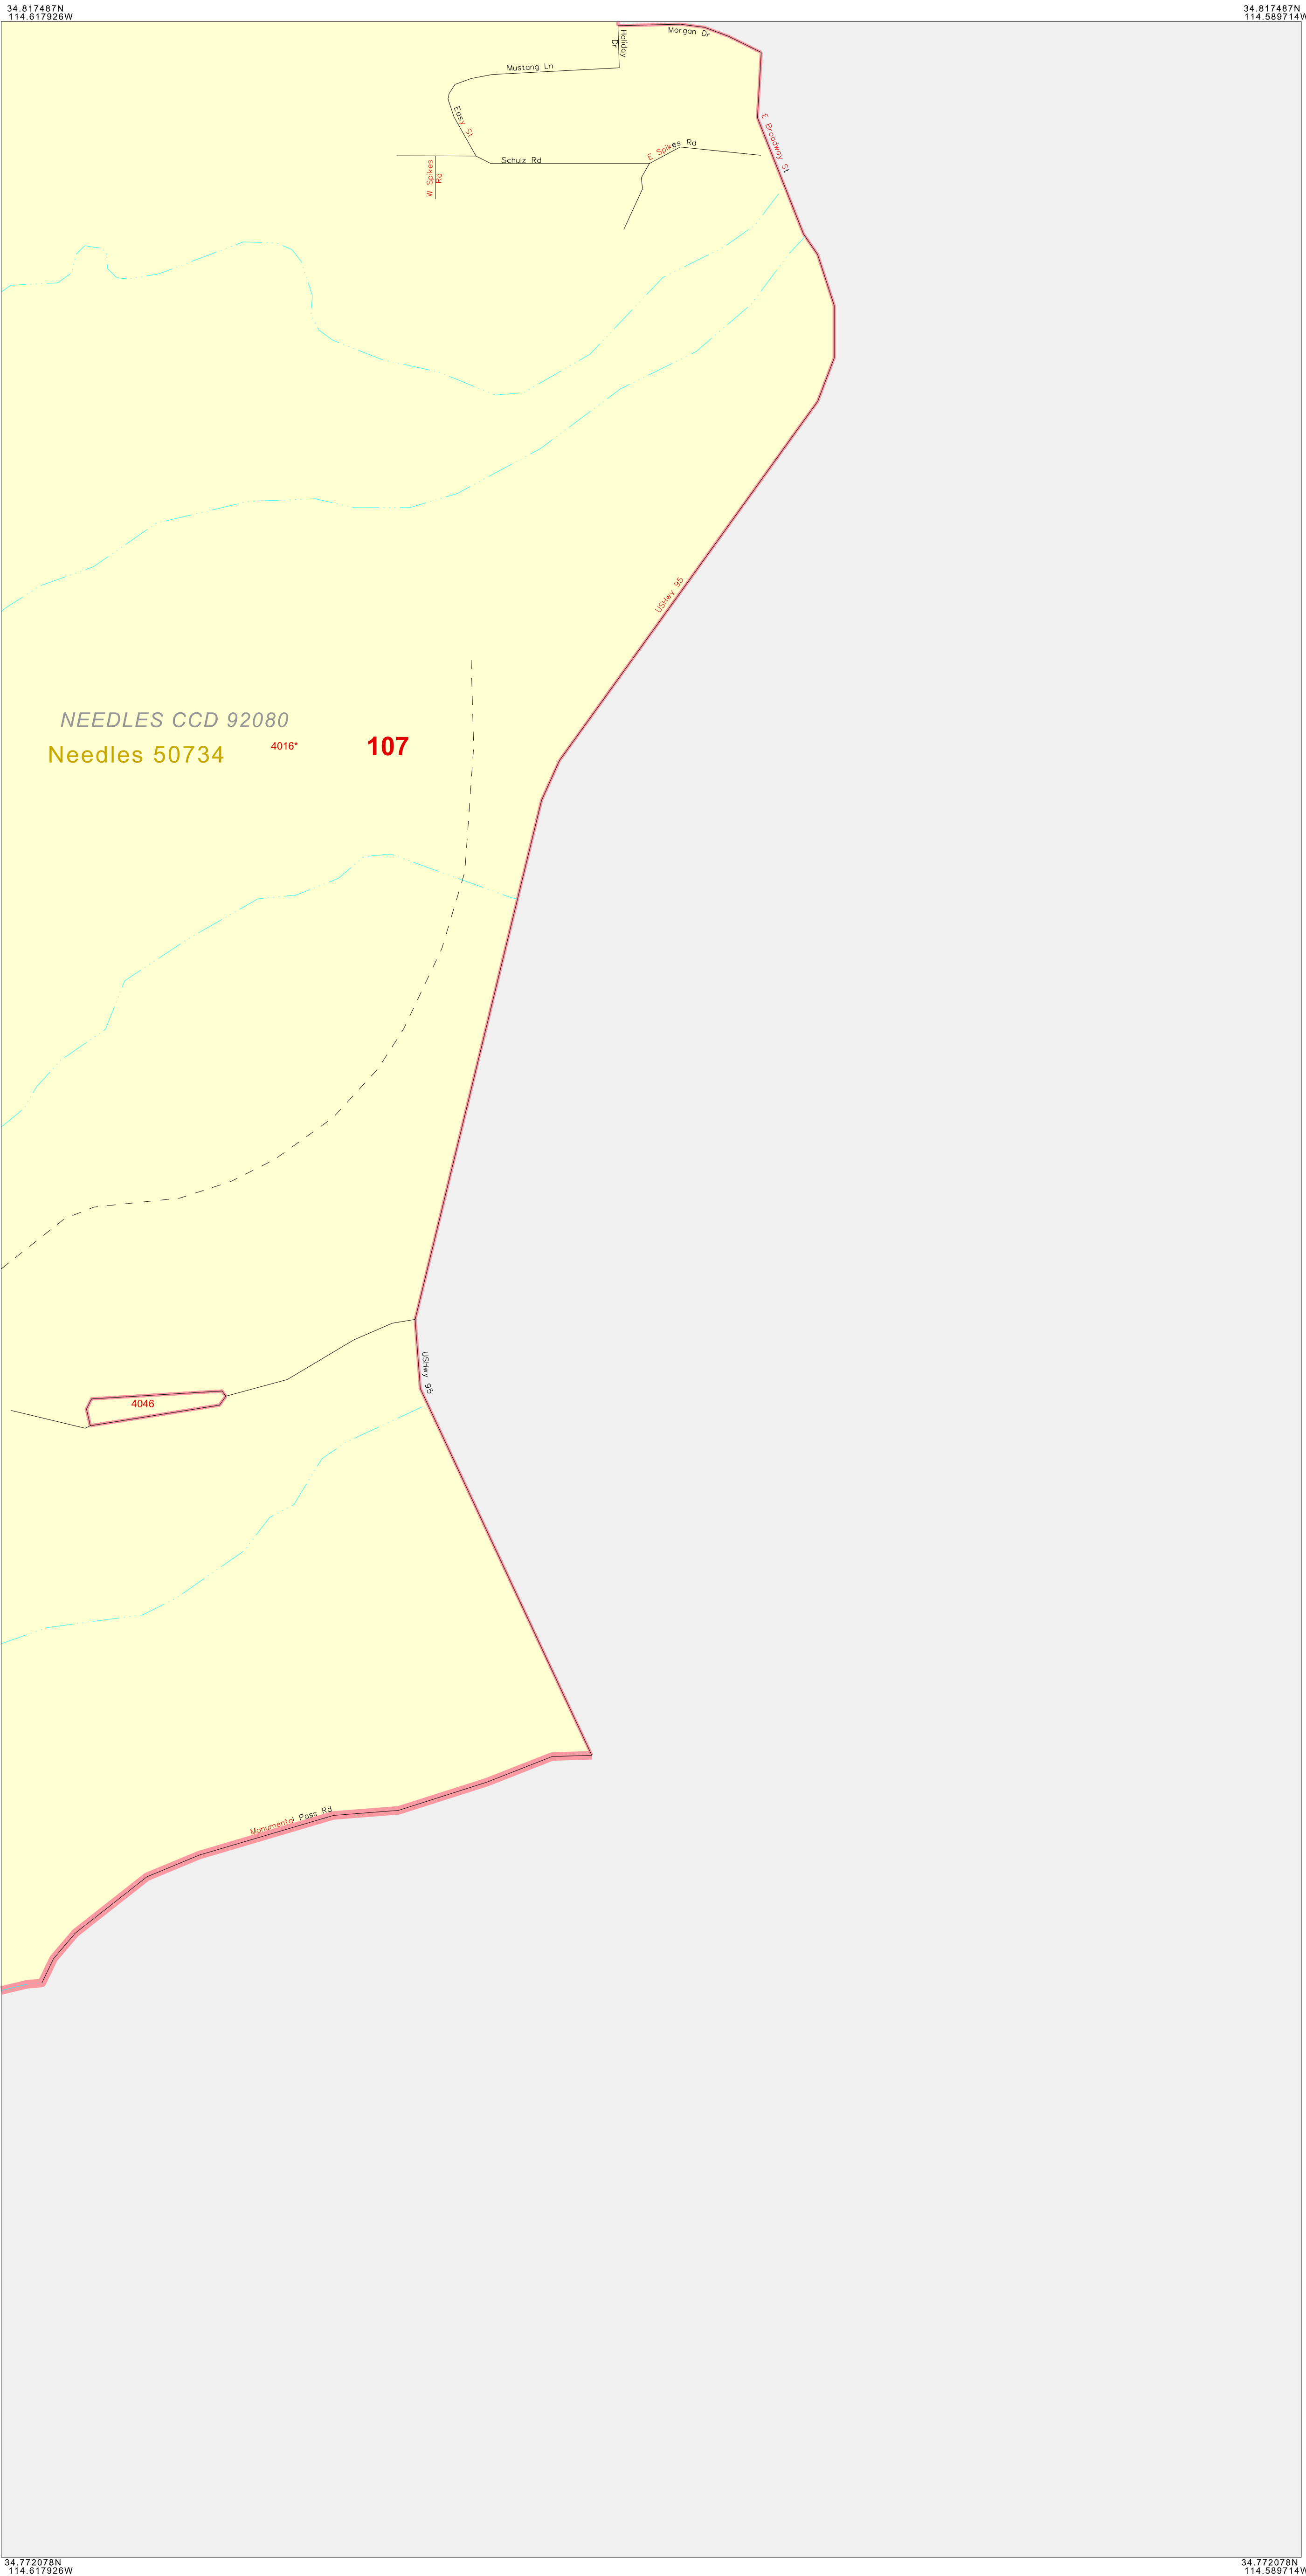 34.817487N
114.617926W
34.817487N
114.589714W
Morgan Dr
Holiday
Dr
Mustang Ln
Easy St
E Broadway St
E Spikes Rd
Schulz Rd
W Spikes
Rd
USHwy 95
NEEDLES CCD 92080
Needles 50734
4016*
107
USHwy 95
4046
Monumental Pass Rd
34.772078N
114.617926W
34.772078N
114.589714W